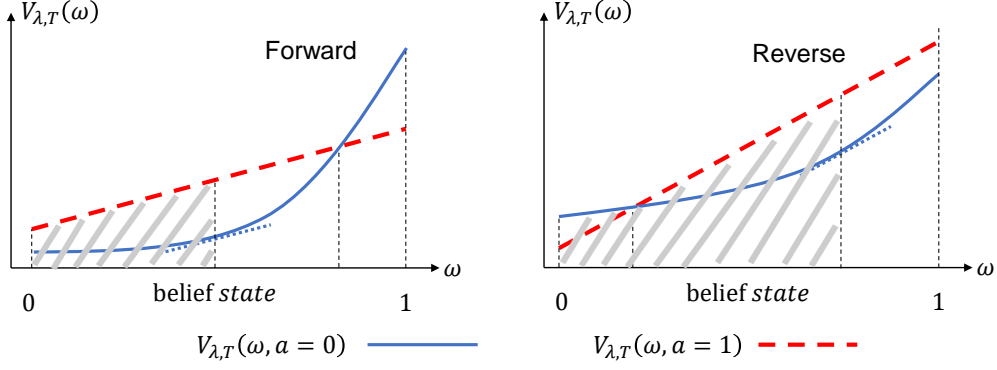 V_{λ,T}(ω)
Forward
ω
0
belief state
1
V_{λ,T}(ω)
Reverse
ω
0
belief state
1
V_{λ,T}(ω, a = 0)
V_{λ,T}(ω, a = 1)